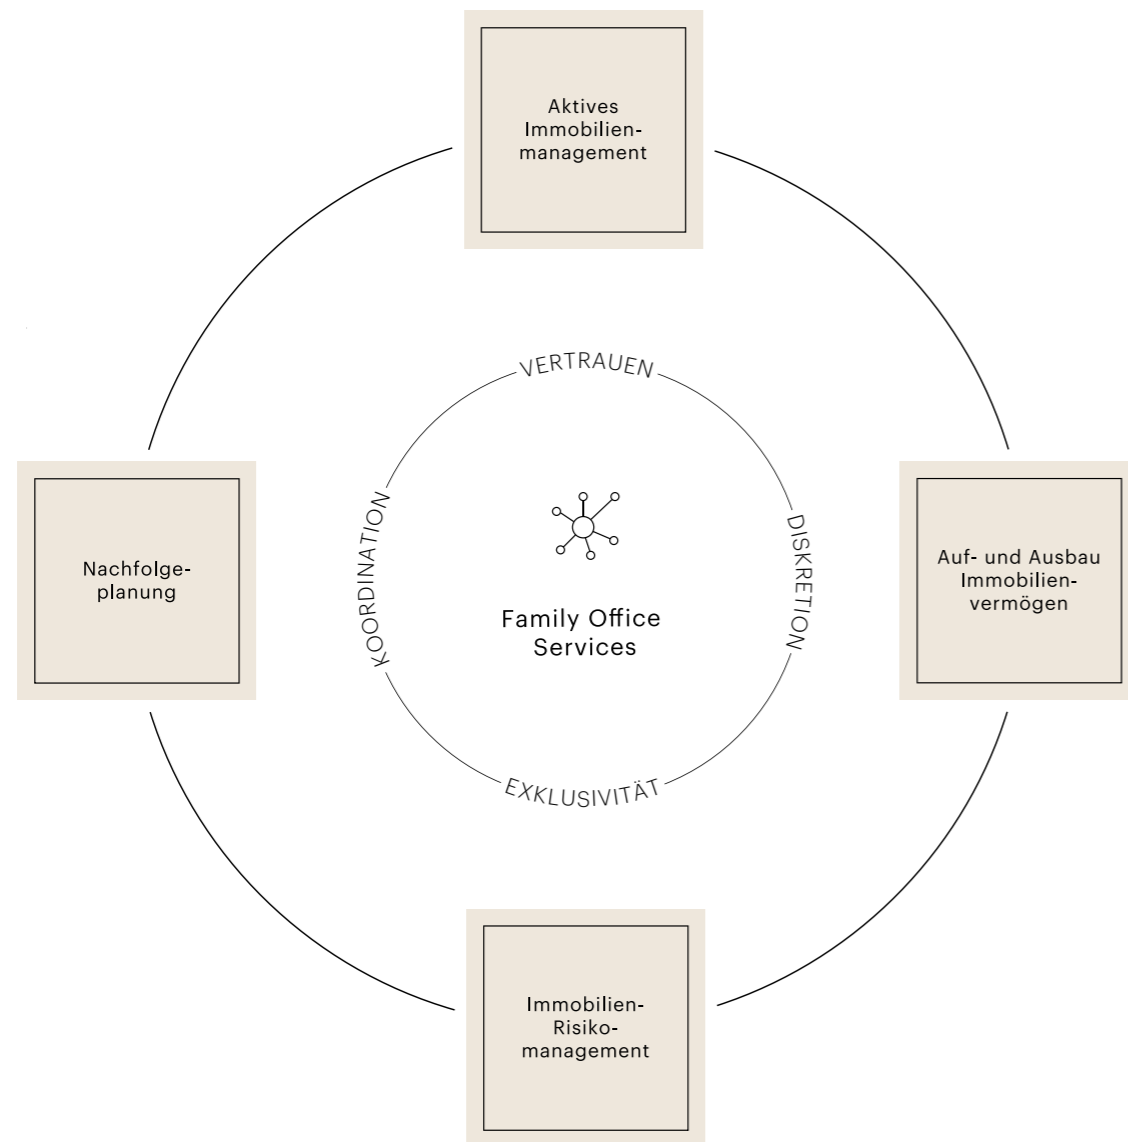 Aktives
Immobilien-
management
VERTRAUEN
KOORDINATION
DISKRETION
Nachfolge-
planung
Family Office
Services
Auf- und Ausbau
Immobilien-
vermögen
EXKLUSIVITÄT
Immobilien-
Risiko-
management